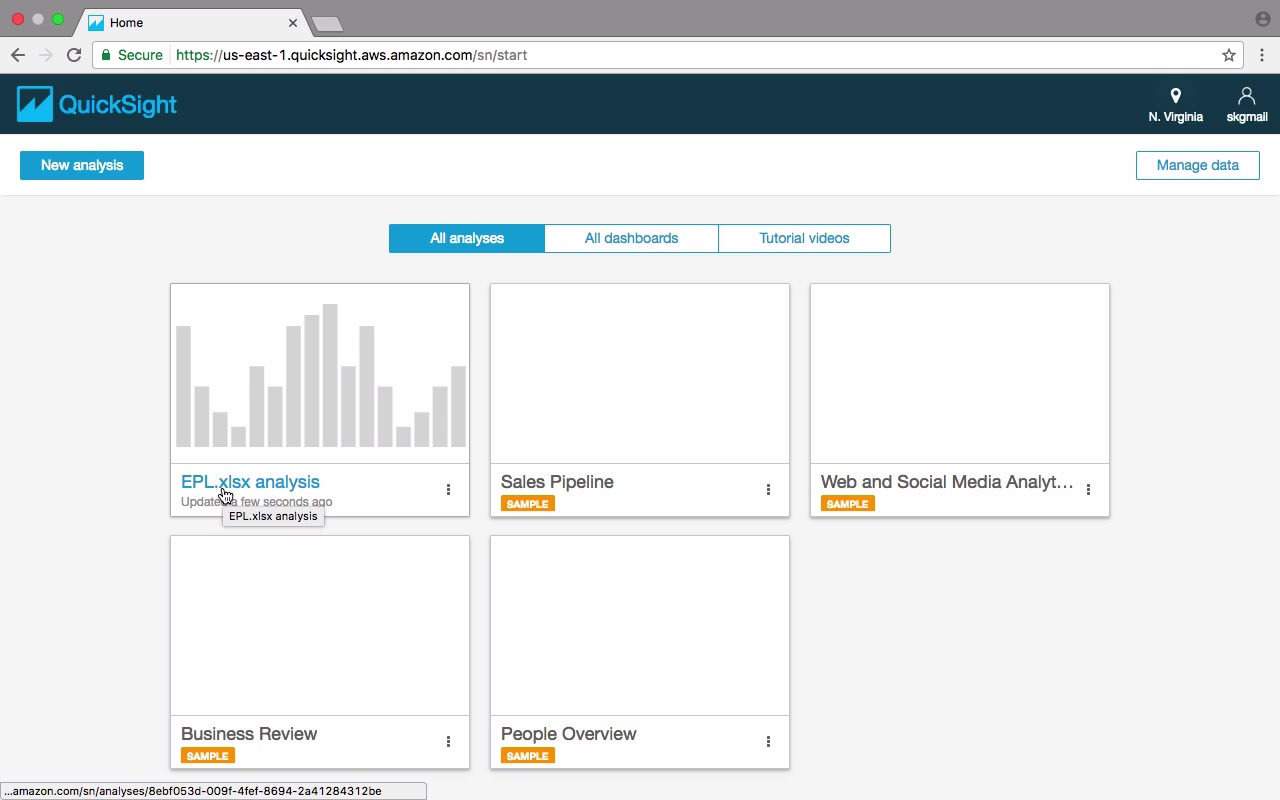 Home
Secure https://us-east-1.quicksight.aws.amazon.com/sn/start
QuickSight
N. Virginia
skgmail
New analysis
Manage data
All analyses
All dashboards
Tutorial videos
EPL.xlsx analysis
Updated a few seconds ago
EPL.xlsx analysis
Sales Pipeline
SAMPLE
Web and Social Media Analyt...
SAMPLE
Business Review
SAMPLE
People Overview
SAMPLE
...amazon.com/sn/analyses/8ebf053d-009f-4fef-8694-2a41284312be